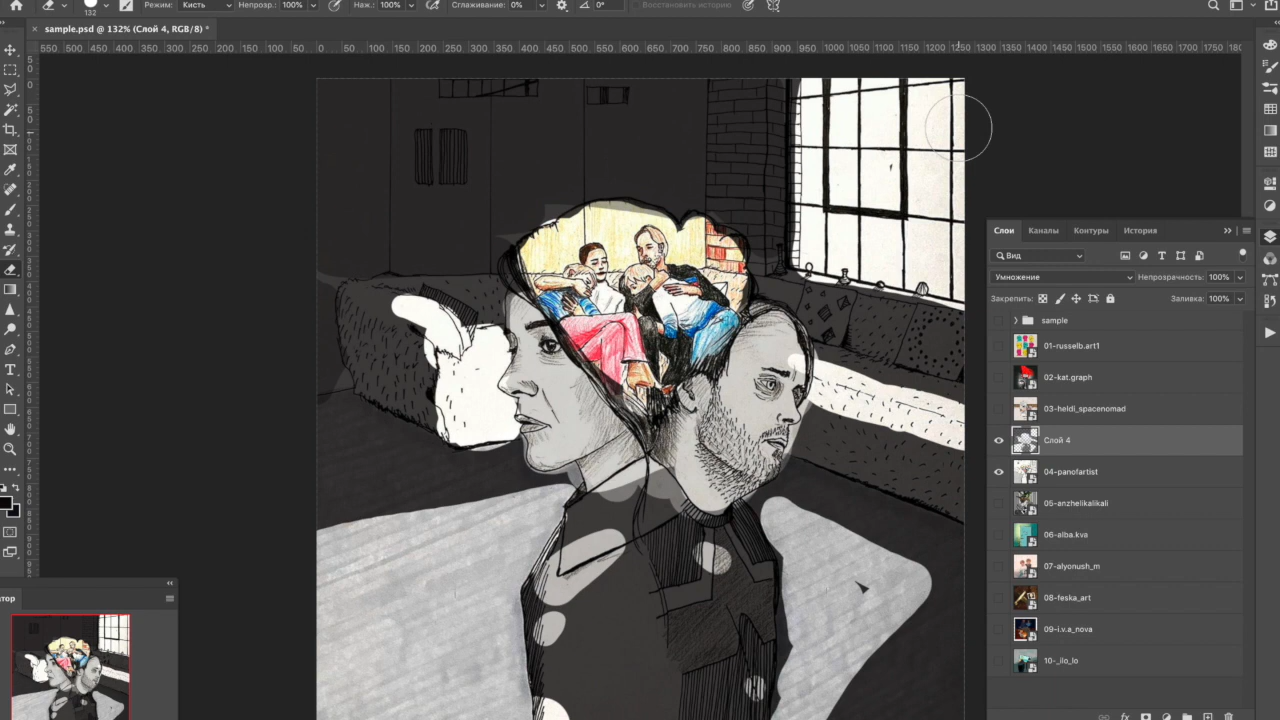 132 Режим: Кисть Непрозр.: 100% Наж.: 100% Сглаживание: 0% 0° Восстановить историю
× sample.psd @ 132% (Слой 4, RGB/8) *
550 500 450 400 350 300 250 200 150 100 50 0 50 100 150 200 250 300 350 400 450 500 550 600 650 700 750 800 850 900 950 1000 1050 1100 1150 1200 1250 1300 1350 1400 1450 1500 1550 1600 1650 1700 1750
Слои Каналы Контуры История
Вид
Умножение Непрозрачность: 100%
Закрепить: Заливка: 100%
sample
01-russelb.art1
02-kat.graph
03-heldi_spacenomad
Слой 4
04-panofartist
05-anzhelikalikali
06-alba.kva
07-alyonush_m
08-feska_art
09-i.v.a_nova
10-_ilo_lo
тор
fx